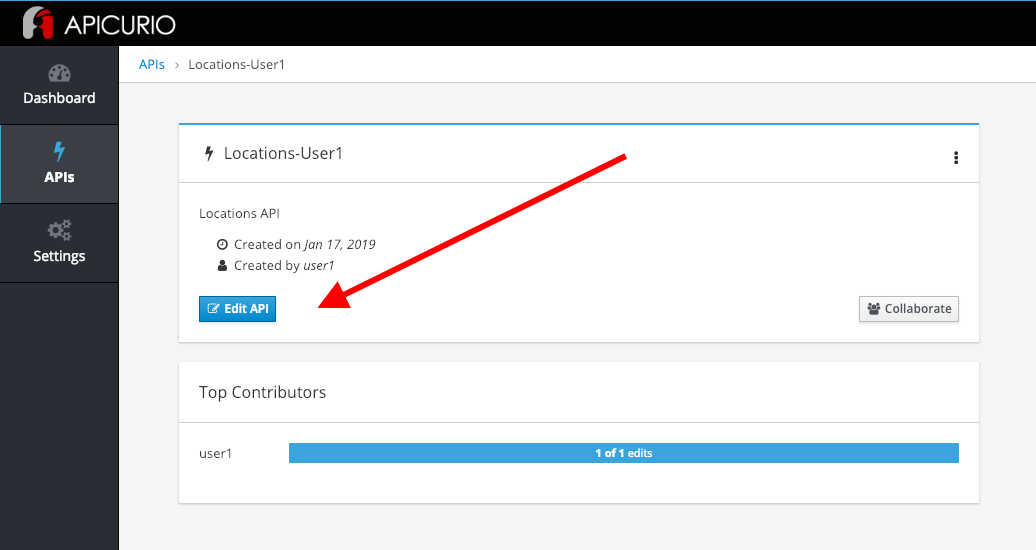 APICURIO
APIs > Locations-User1
Dashboard
APIs
Settings
Locations-User1
Locations API
Created on Jan 17, 2019
Created by user1
Edit API
Collaborate
Top Contributors
user1
1 of 1 edits